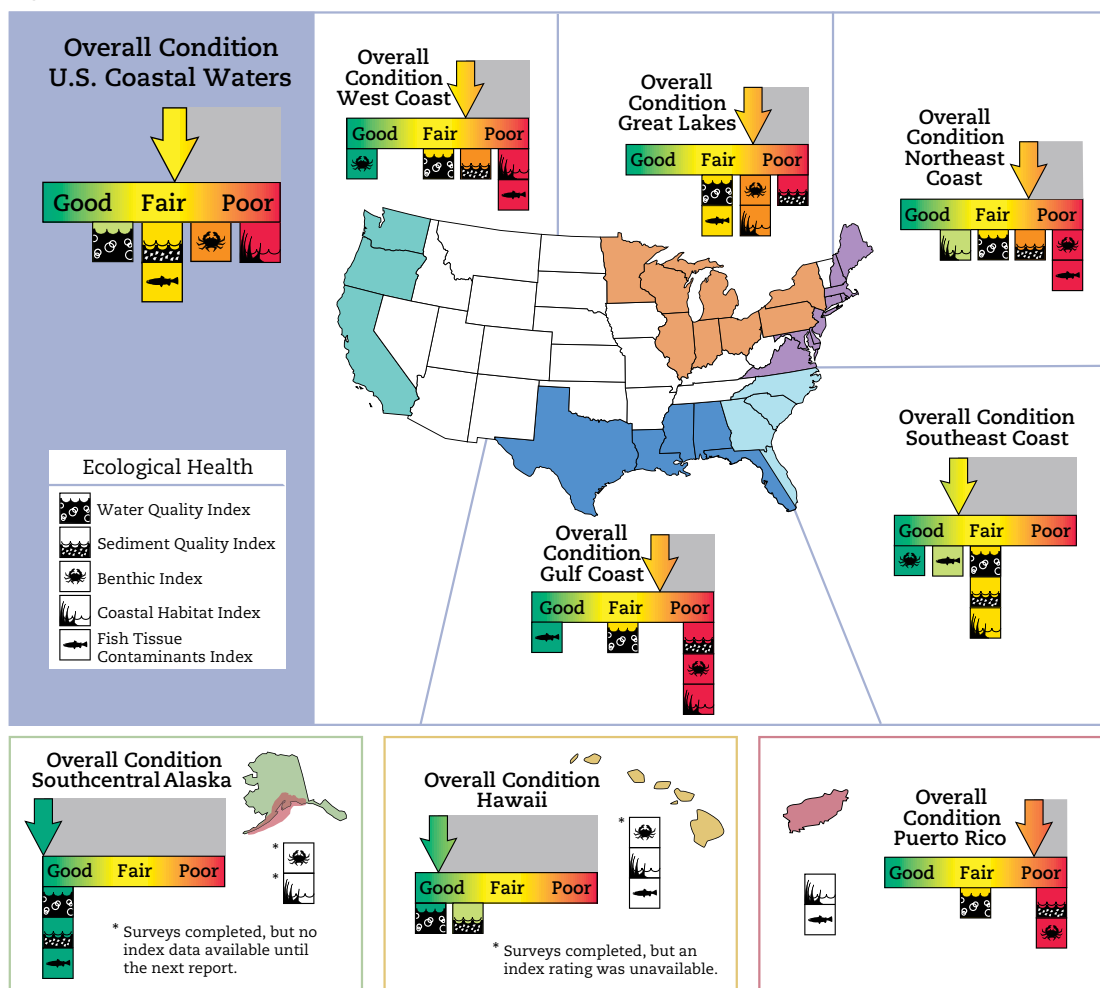 Overall Condition
U.S. Coastal Waters
Good Fair Poor
Ecological Health
Water Quality Index
Sediment Quality Index
Benthic Index
Coastal Habitat Index
Fish Tissue
Contaminants Index
Overall
Condition
West Coast
Good Fair Poor
Overall
Condition
Great Lakes
Good Fair Poor
Overall
Condition
Northeast
Coast
Good Fair Poor
Overall Condition
Southeast Coast
Good Fair Poor
Overall
Condition
Gulf Coast
Good Fair Poor
Overall Condition
Southcentral Alaska
Good Fair Poor
*
*
* Surveys completed, but no
index data available until
the next report.
Overall Condition
Hawaii
Good Fair Poor
*
* Surveys completed, but an
index rating was unavailable.
Overall
Condition
Puerto Rico
Good Fair Poor